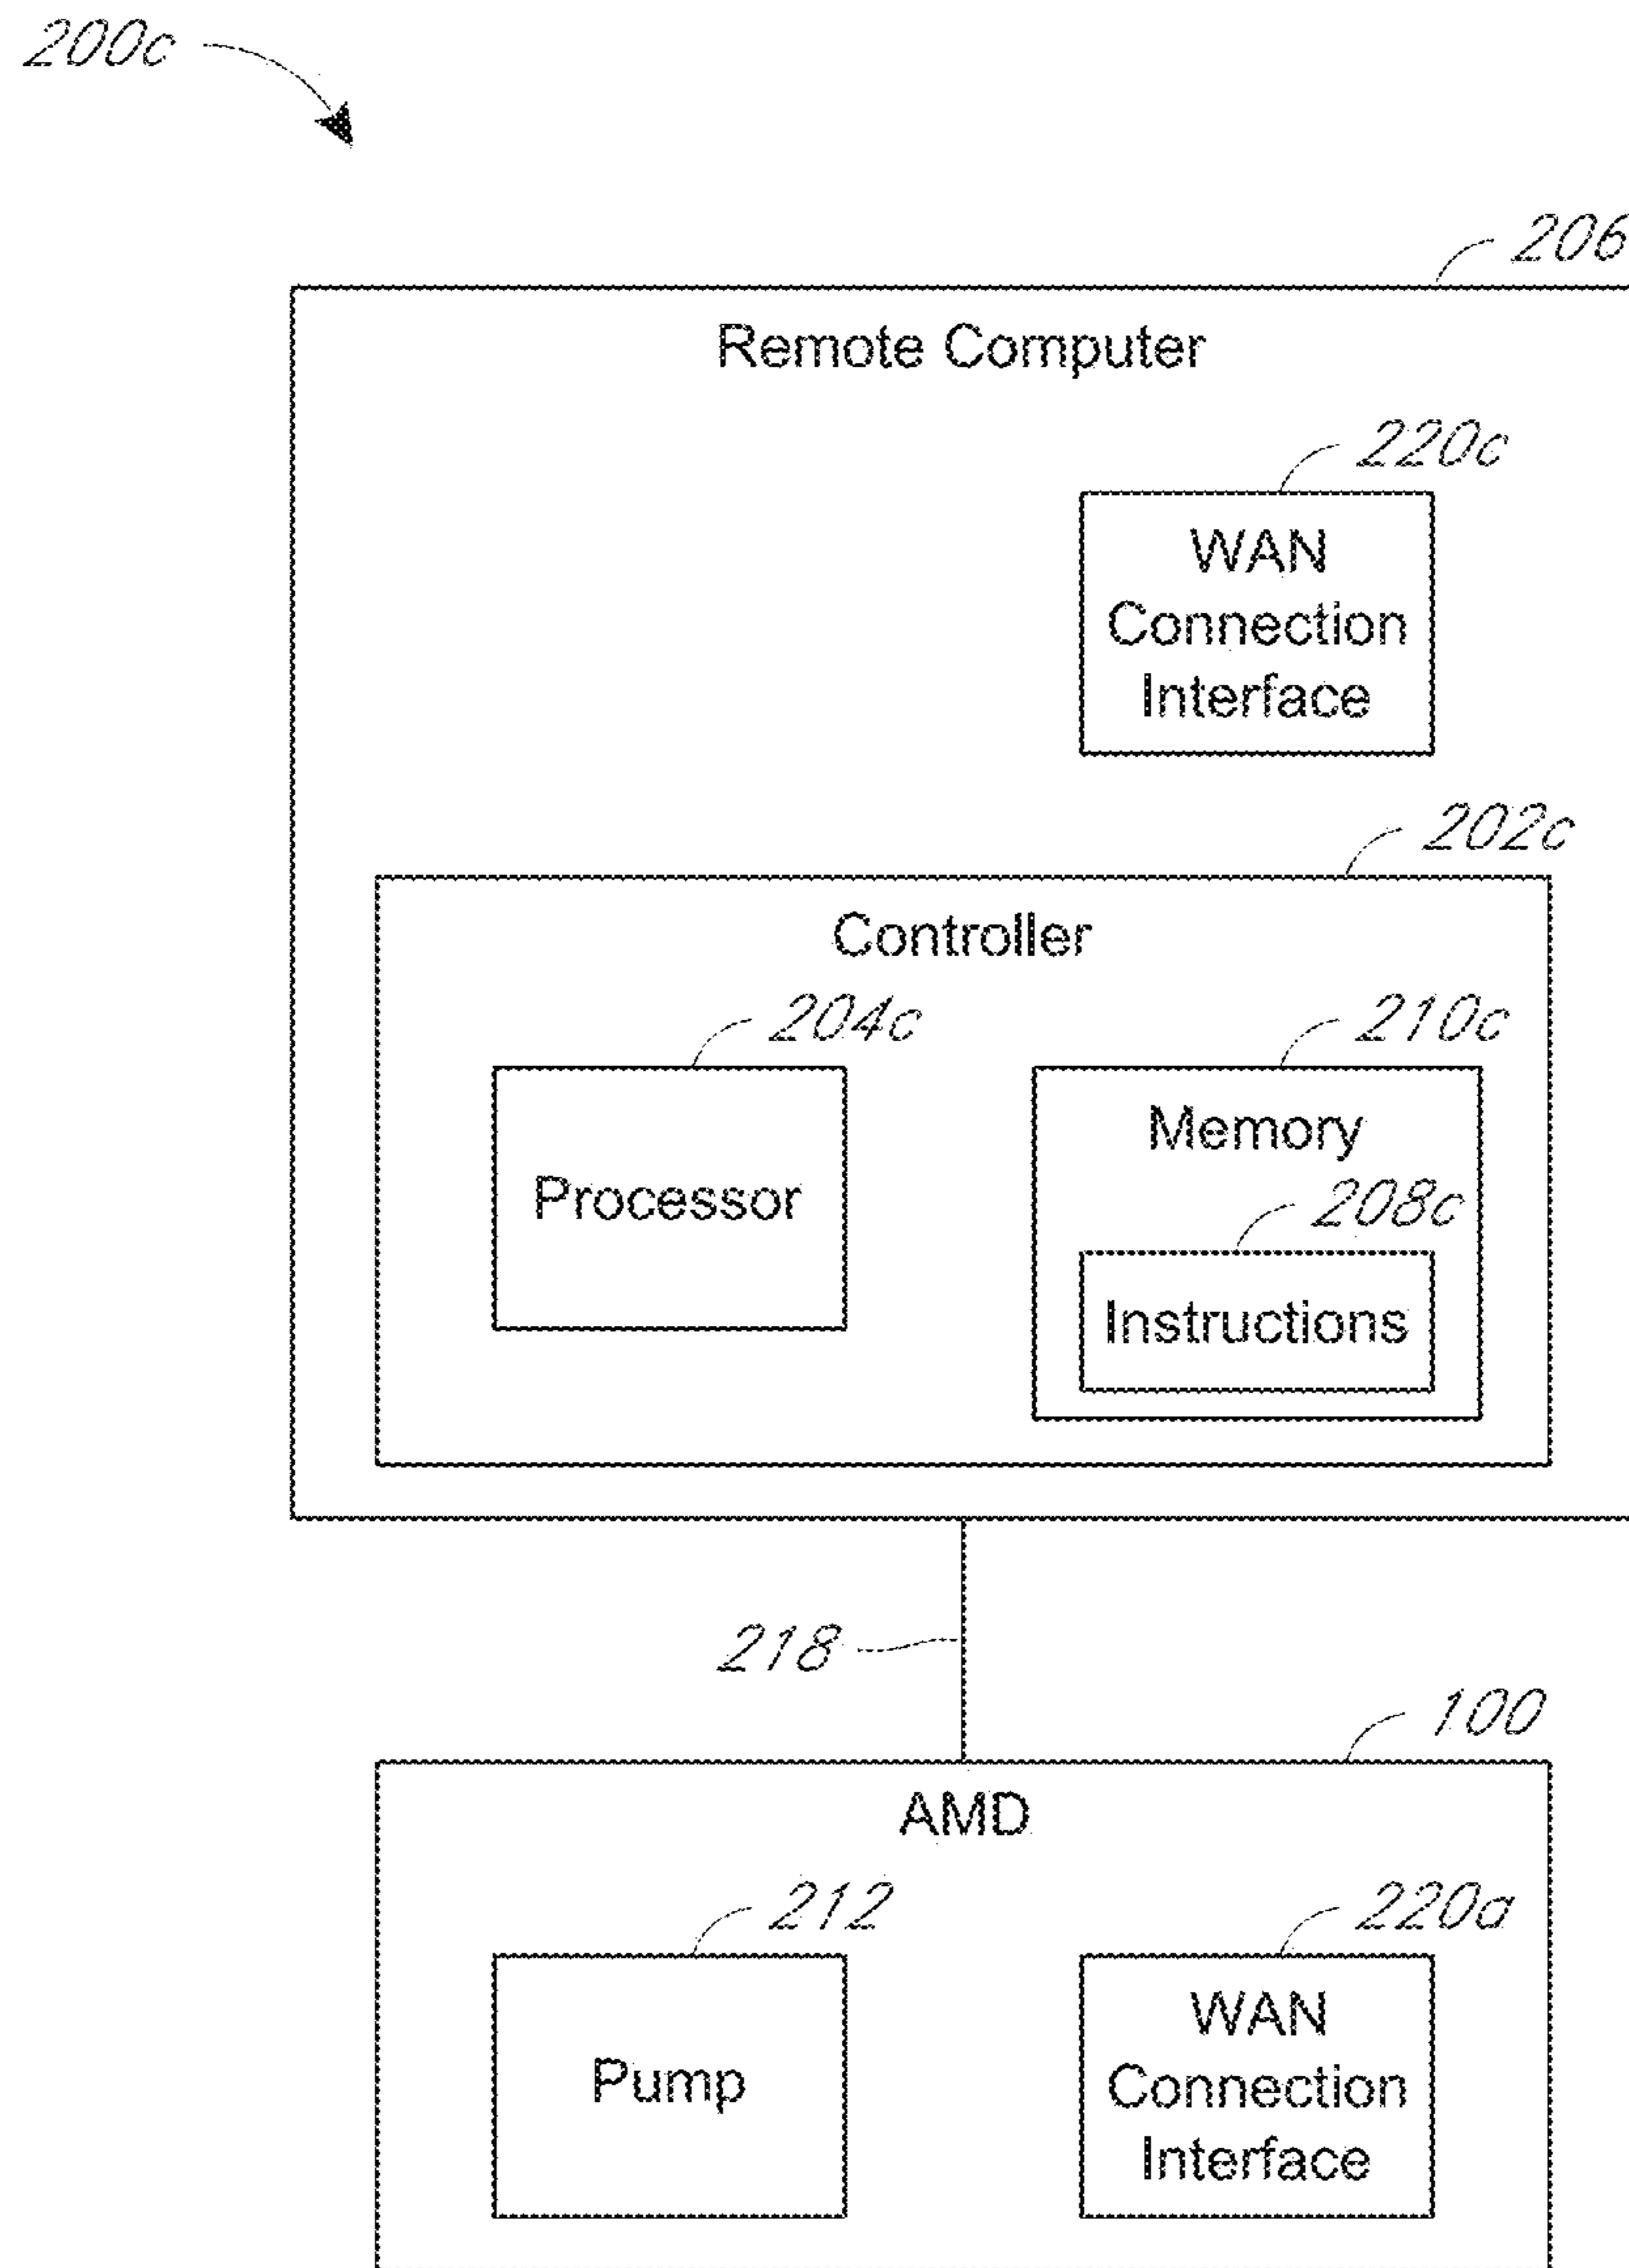 200c
206
Remote Computer
220c
WAN
Connection
Interface
202c
Controller
204c
210c
Processor
Memory
208c
Instructions
218
100
AMD
212
220a
Pump
WAN
Connection
Interface